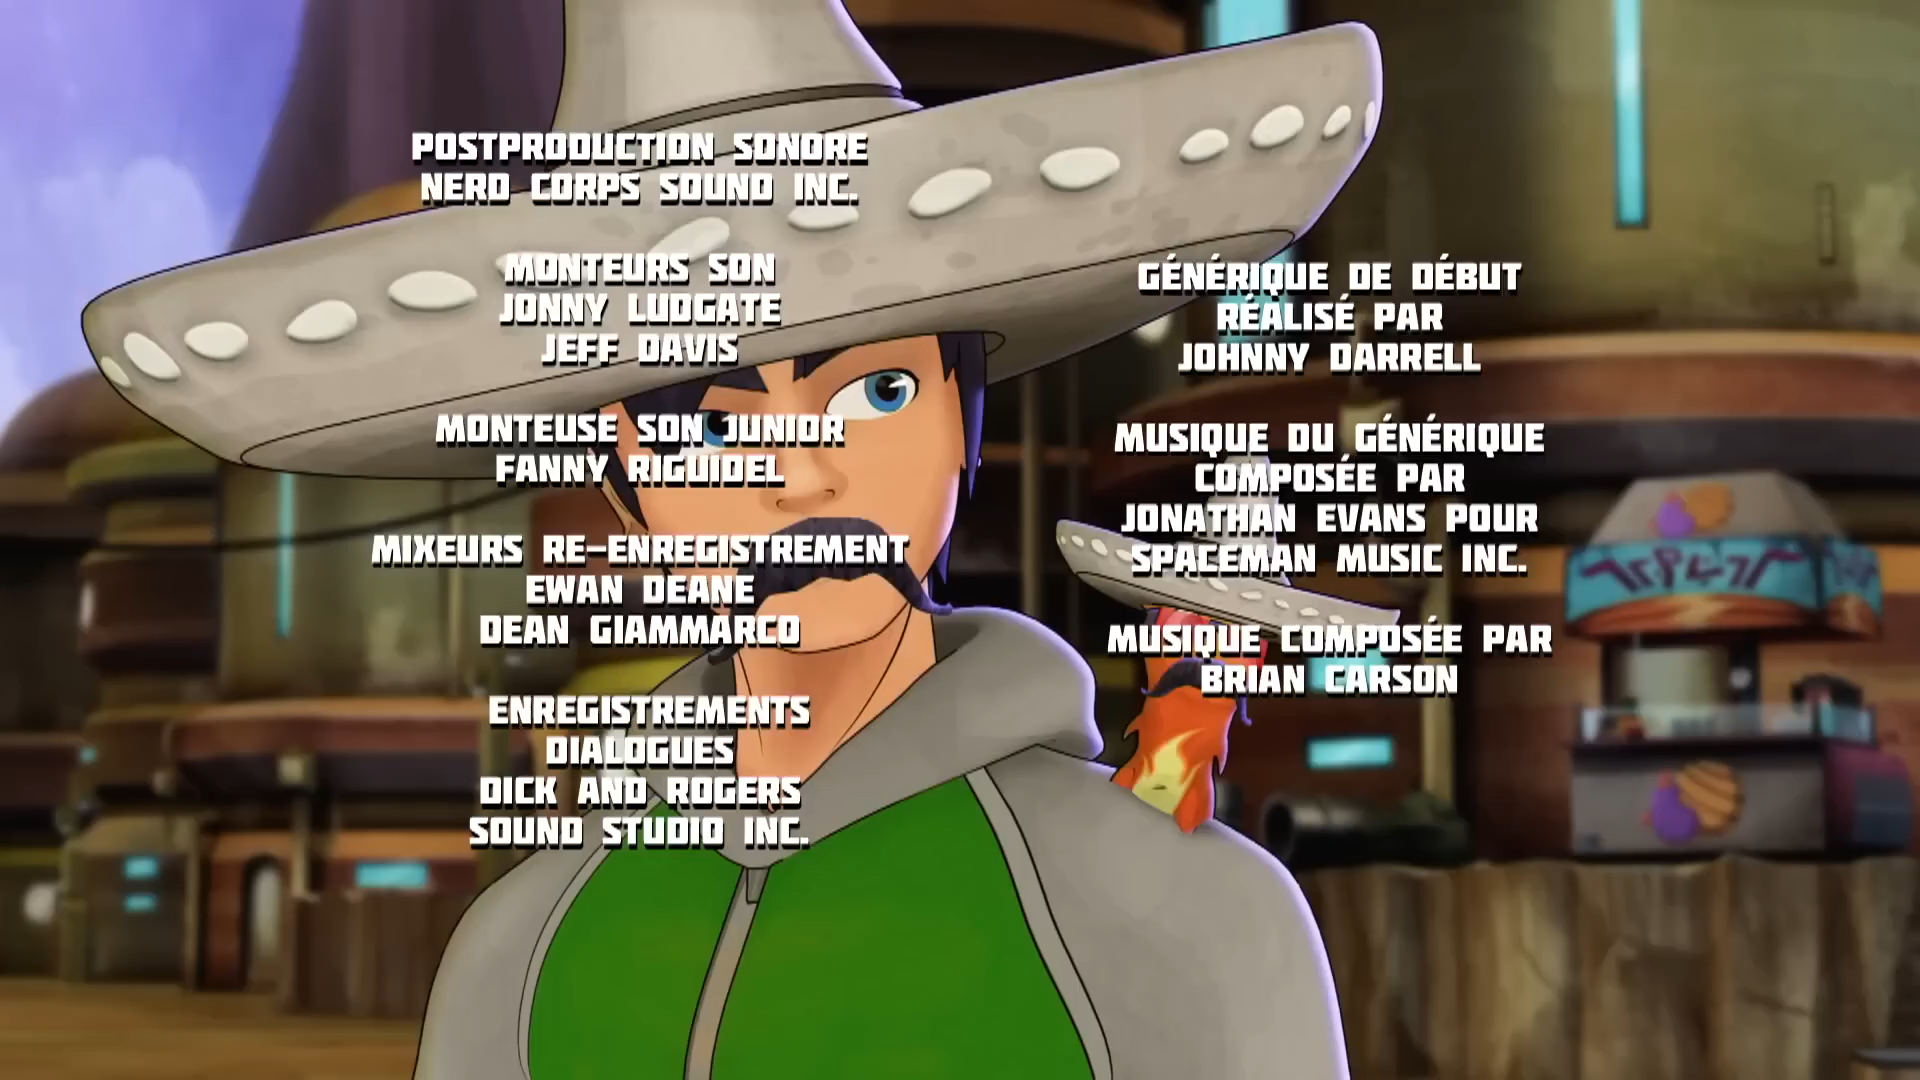 POSTPRODUCTION SONORE
NERD CORPS SOUND INC.
MONTEURS SON
JONNY LUDGATE
JEFF DAVIS
MONTEUSE SON JUNIOR
FANNY RIGUIDEL
MIXEURS RE-ENREGISTREMENT
EWAN DEANE
DEAN GIAMMARCO
ENREGISTREMENTS
DIALOGUES
DICK AND ROGERS
SOUND STUDIO INC.
GÉNÉRIQUE DE DÉBUT
RÉALISÉ PAR
JOHNNY DARRELL
MUSIQUE DU GÉNÉRIQUE
COMPOSÉE PAR
JONATHAN EVANS POUR
SPACEMAN MUSIC INC.
MUSIQUE COMPOSÉE PAR
BRIAN CARSON